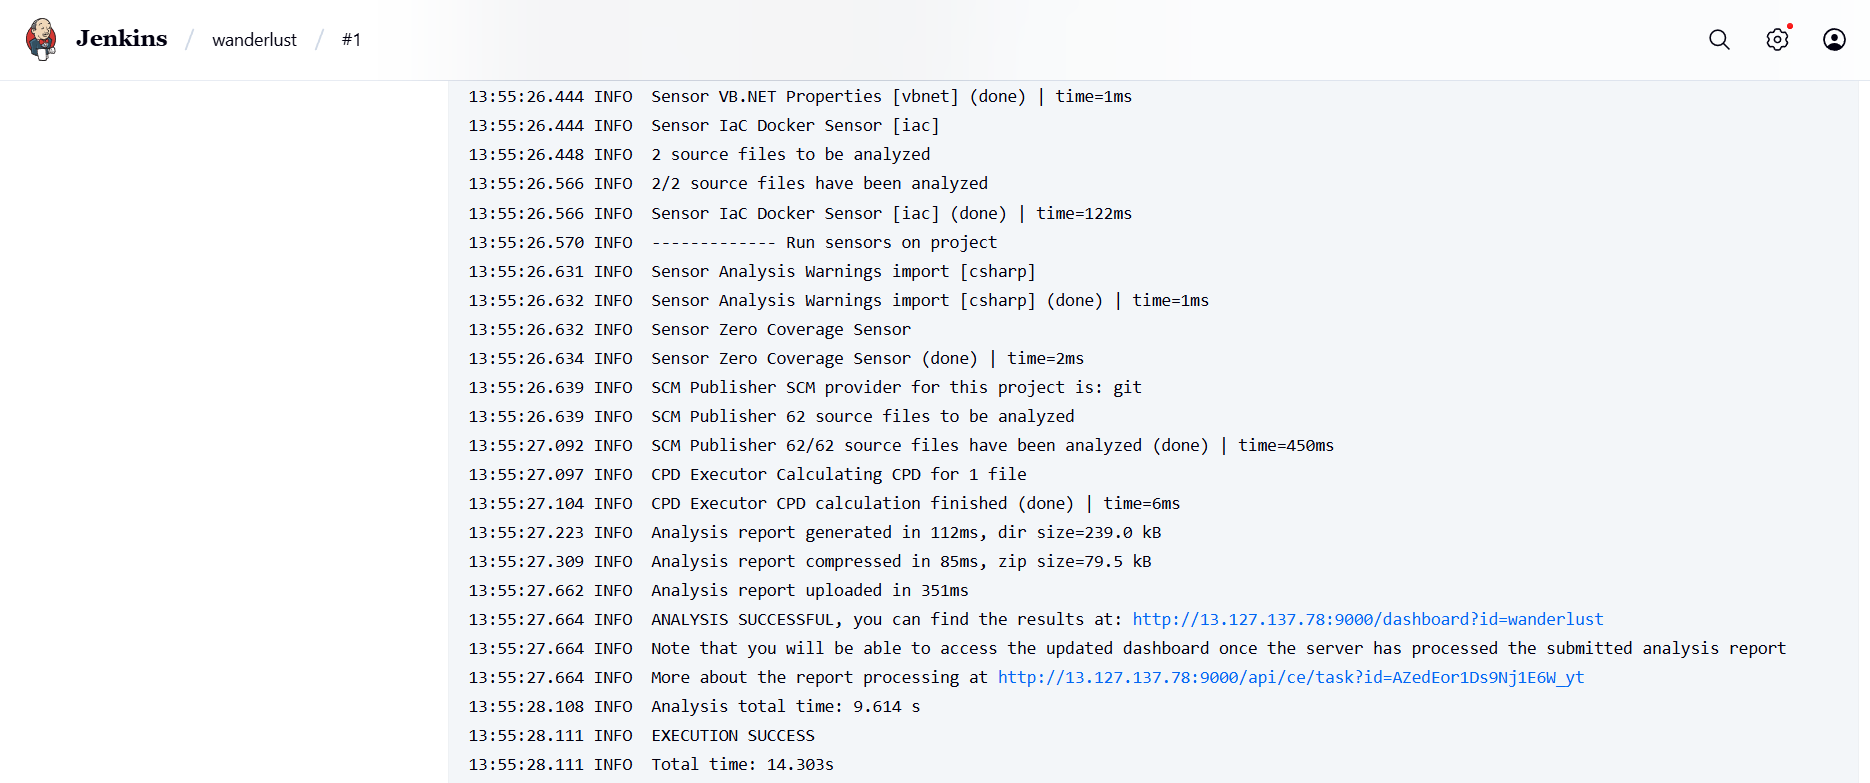 Jenkins / wanderlust / #1
13:55:26.444 INFO  Sensor VB.NET Properties [vbnet] (done) | time=1ms
13:55:26.444 INFO  Sensor IaC Docker Sensor [iac]
13:55:26.448 INFO  2 source files to be analyzed
13:55:26.566 INFO  2/2 source files have been analyzed
13:55:26.566 INFO  Sensor IaC Docker Sensor [iac] (done) | time=122ms
13:55:26.570 INFO  ------------- Run sensors on project
13:55:26.631 INFO  Sensor Analysis Warnings import [csharp]
13:55:26.632 INFO  Sensor Analysis Warnings import [csharp] (done) | time=1ms
13:55:26.632 INFO  Sensor Zero Coverage Sensor
13:55:26.634 INFO  Sensor Zero Coverage Sensor (done) | time=2ms
13:55:26.639 INFO  SCM Publisher SCM provider for this project is: git
13:55:26.639 INFO  SCM Publisher 62 source files to be analyzed
13:55:27.092 INFO  SCM Publisher 62/62 source files have been analyzed (done) | time=450ms
13:55:27.097 INFO  CPD Executor Calculating CPD for 1 file
13:55:27.104 INFO  CPD Executor CPD calculation finished (done) | time=6ms
13:55:27.223 INFO  Analysis report generated in 112ms, dir size=239.0 kB
13:55:27.309 INFO  Analysis report compressed in 85ms, zip size=79.5 kB
13:55:27.662 INFO  Analysis report uploaded in 351ms
13:55:27.664 INFO  ANALYSIS SUCCESSFUL, you can find the results at: http://13.127.137.78:9000/dashboard?id=wanderlust
13:55:27.664 INFO  Note that you will be able to access the updated dashboard once the server has processed the submitted analysis report
13:55:27.664 INFO  More about the report processing at http://13.127.137.78:9000/api/ce/task?id=AZedEor1Ds9Nj1E6W_yt
13:55:28.108 INFO  Analysis total time: 9.614 s
13:55:28.111 INFO  EXECUTION SUCCESS
13:55:28.111 INFO  Total time: 14.303s